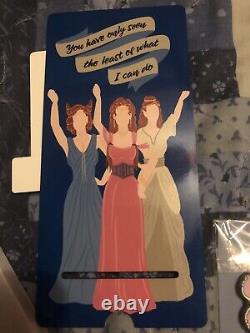 You have only seen
the least of what
I can do